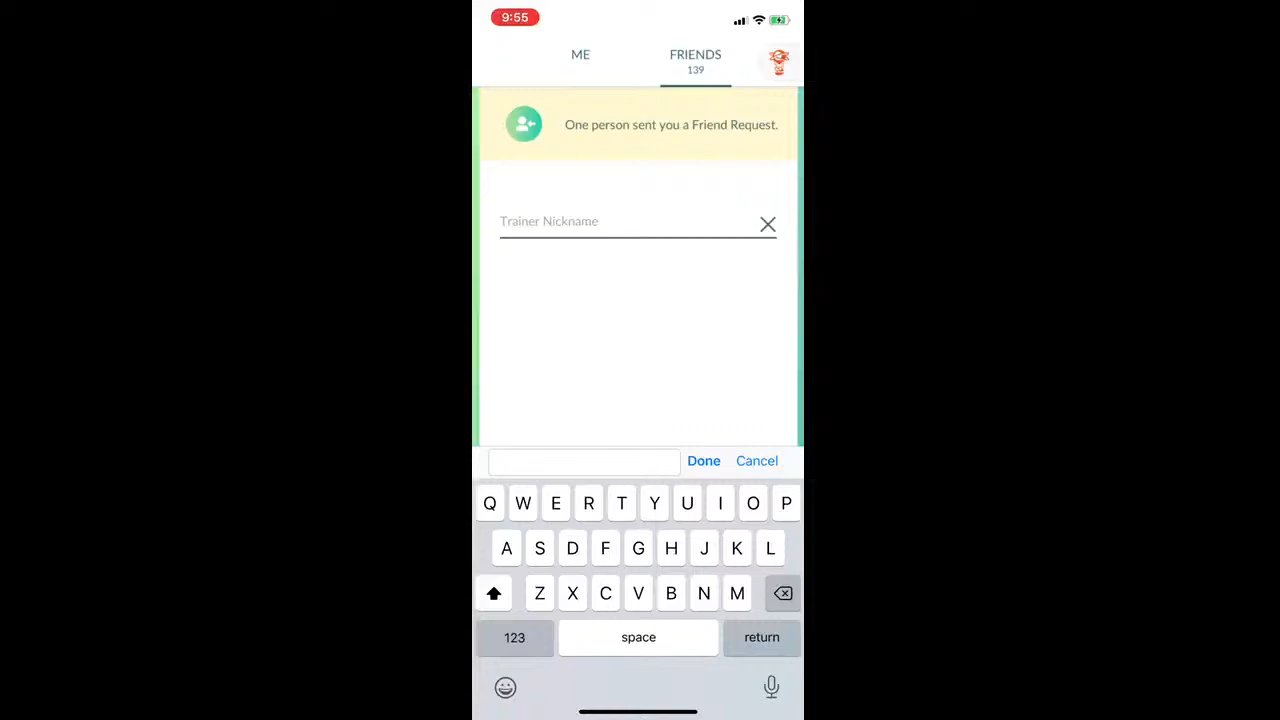 9:55
ME
FRIENDS
139
One person sent you a Friend Request.
Trainer Nickname
Done Cancel
Q W E R T Y U I O P
A S D F G H J K L
Z X C V B N M
123 space return